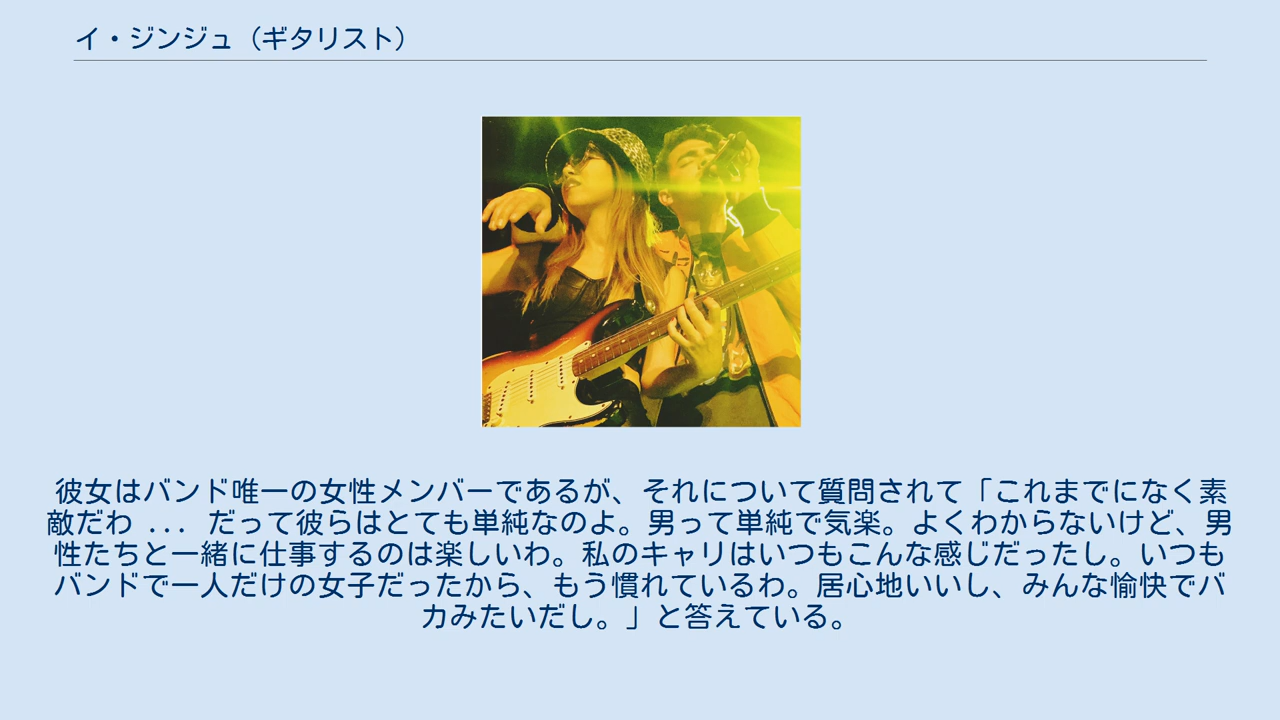 イ・ジンジュ（ギタリスト）
彼女はバンド唯一の女性メンバーであるが、それについて質問されて「これまでになく素
敵だわ ... だって彼らはとても単純なのよ。男って単純で気楽。よくわからないけど、男
性たちと一緒に仕事するのは楽しいわ。私のキャリはいつもこんな感じだったし。いつも
バンドで一人だけの女子だったから、もう慣れているわ。居心地いいし、みんな愉快でバ
カみたいだし。」と答えている。